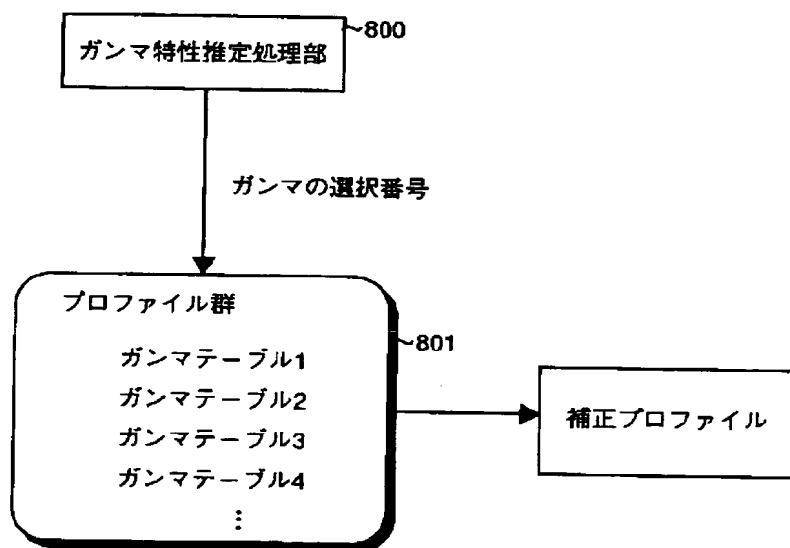 800
ガンマ特性推定処理部
ガンマの選択番号
プロファイル群
801
ガンマテーブル1
ガンマテーブル2
ガンマテーブル3
ガンマテーブル4
⋮
補正プロファイル